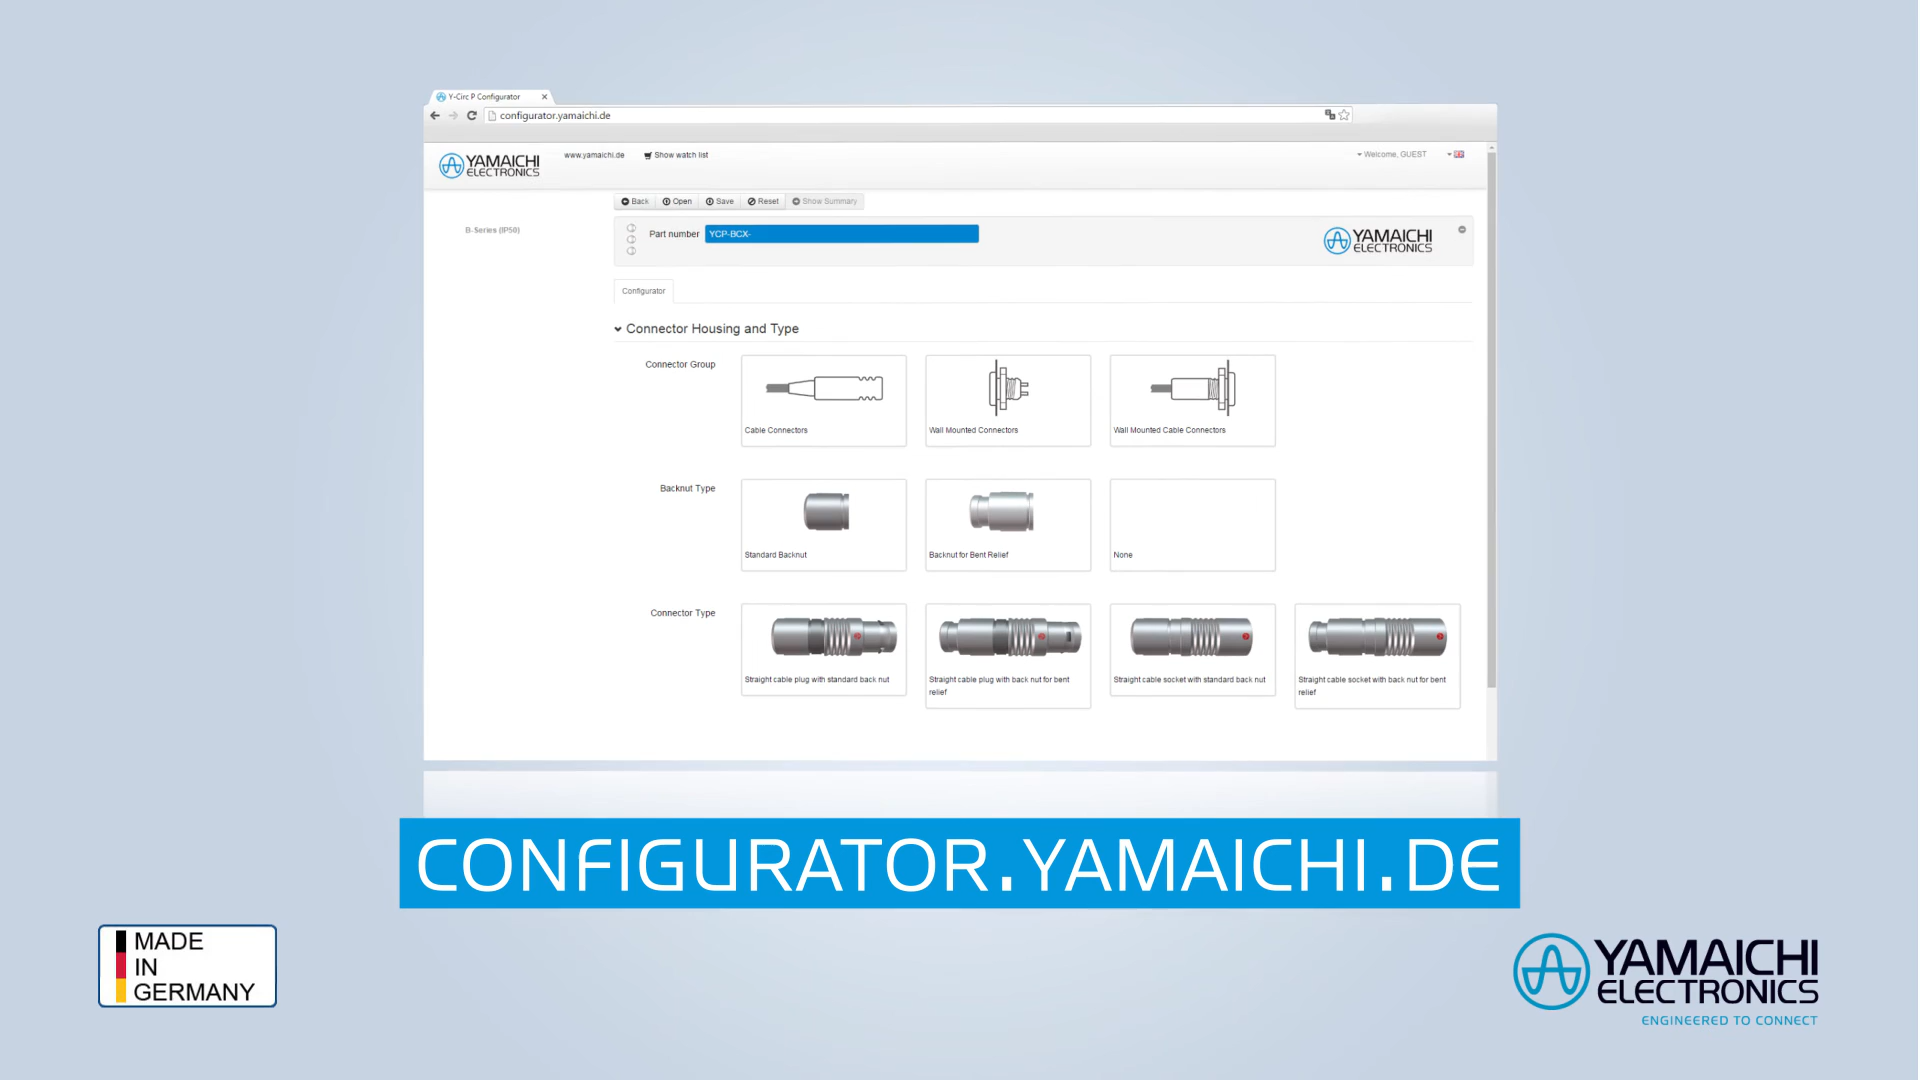 Y-Circ P Configurator
configurator.yamaichi.de
YAMAICHI
ELECTRONICS
www.yamaichi.de
Show watch list
Welcome, GUEST
Back
Open
Save
Reset
Show Summary
B-Series (IP50)
Part number
YCP-BCX-
YAMAICHI
ELECTRONICS
Configurator
Connector Housing and Type
Connector Group
Cable Connectors
Wall Mounted Connectors
Wall Mounted Cable Connectors
Backnut Type
Standard Backnut
Backnut for Bent Relief
None
Connector Type
Straight cable plug with standard back nut
Straight cable plug with back nut for bent
relief
Straight cable socket with standard back nut
Straight cable socket with back nut for bent
relief
CONFIGURATOR.YAMAICHI.DE
MADE
IN
GERMANY
YAMAICHI
ELECTRONICS
ENGINEERED TO CONNECT